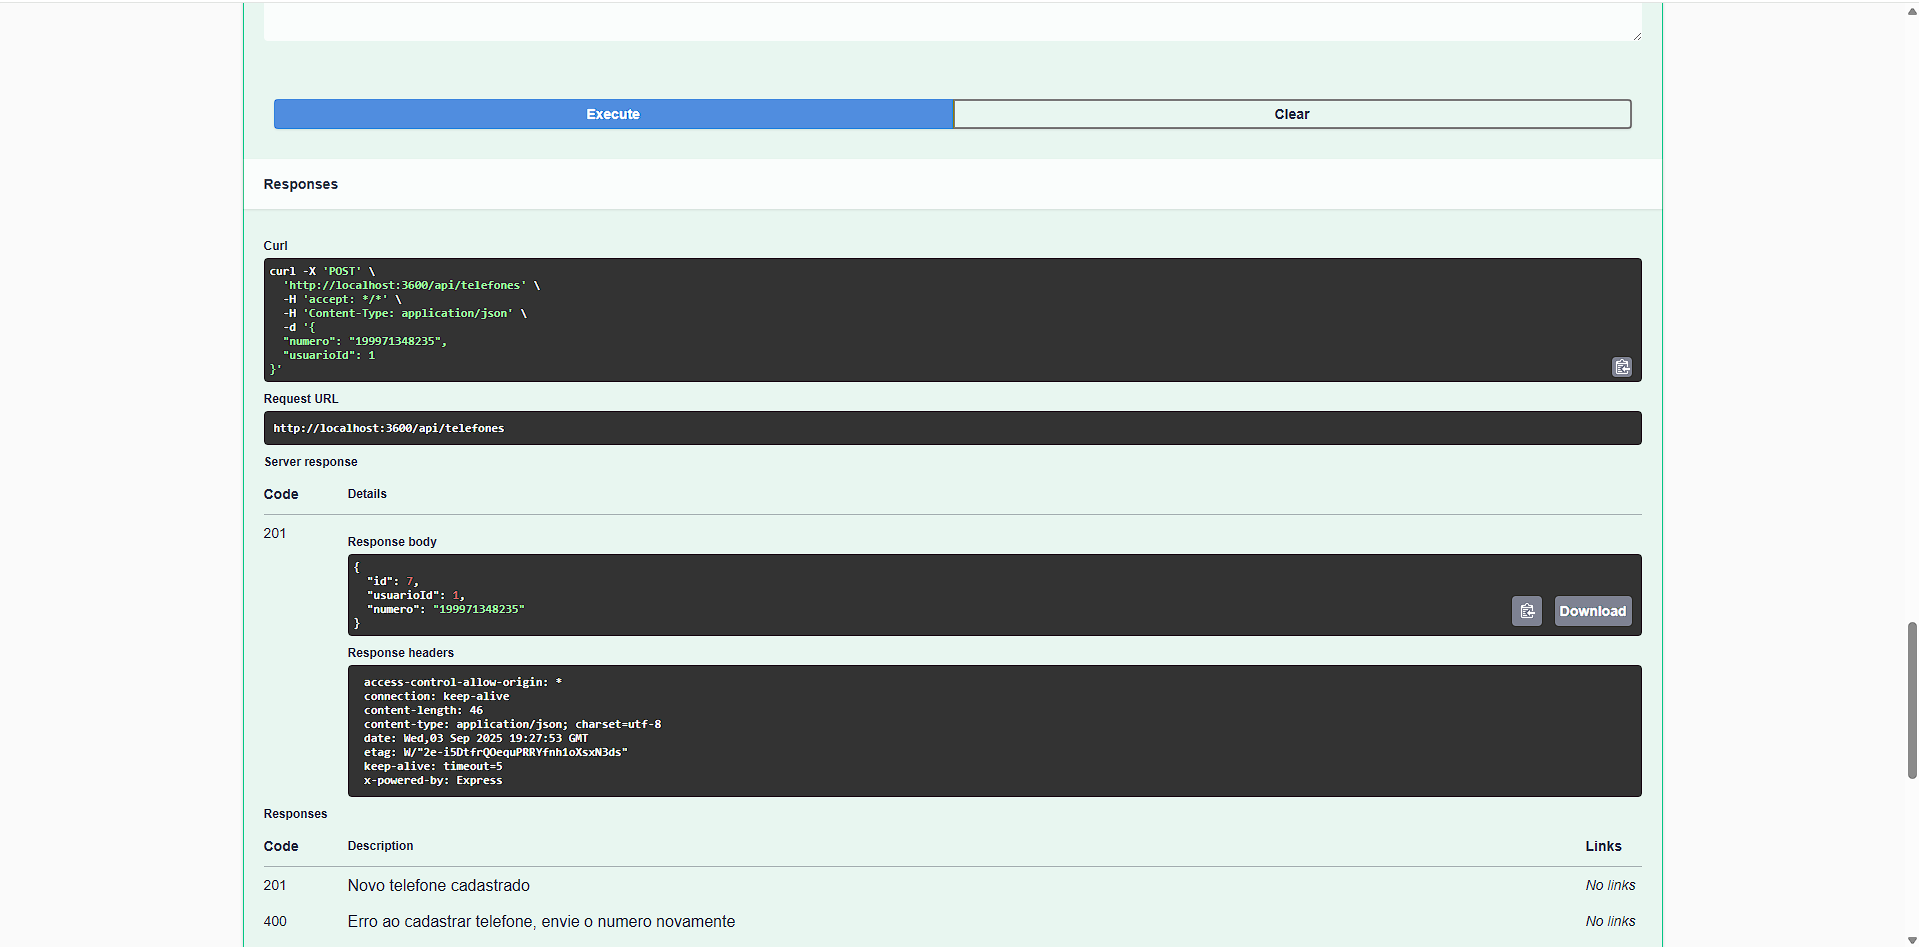 Execute
Clear
Responses
Curl
curl -X 'POST' \
  'http://localhost:3600/api/telefones' \
  -H 'accept: */*' \
  -H 'Content-Type: application/json' \
  -d '{
  "numero": "199971348235",
  "usuarioId": 1
}'
Request URL
http://localhost:3600/api/telefones
Server response
Code Details
201
Response body
{
  "id": 7,
  "usuarioId": 1,
  "numero": "199971348235"
}
Download
Response headers
access-control-allow-origin: *
connection: keep-alive
content-length: 46
content-type: application/json; charset=utf-8
date: Wed,03 Sep 2025 19:27:53 GMT
etag: W/"2e-i5DtfrQOequPRRYfnh1oXsxN3ds"
keep-alive: timeout=5
x-powered-by: Express
Responses
Code Description Links
201 Novo telefone cadastrado No links
400 Erro ao cadastrar telefone, envie o numero novamente No links